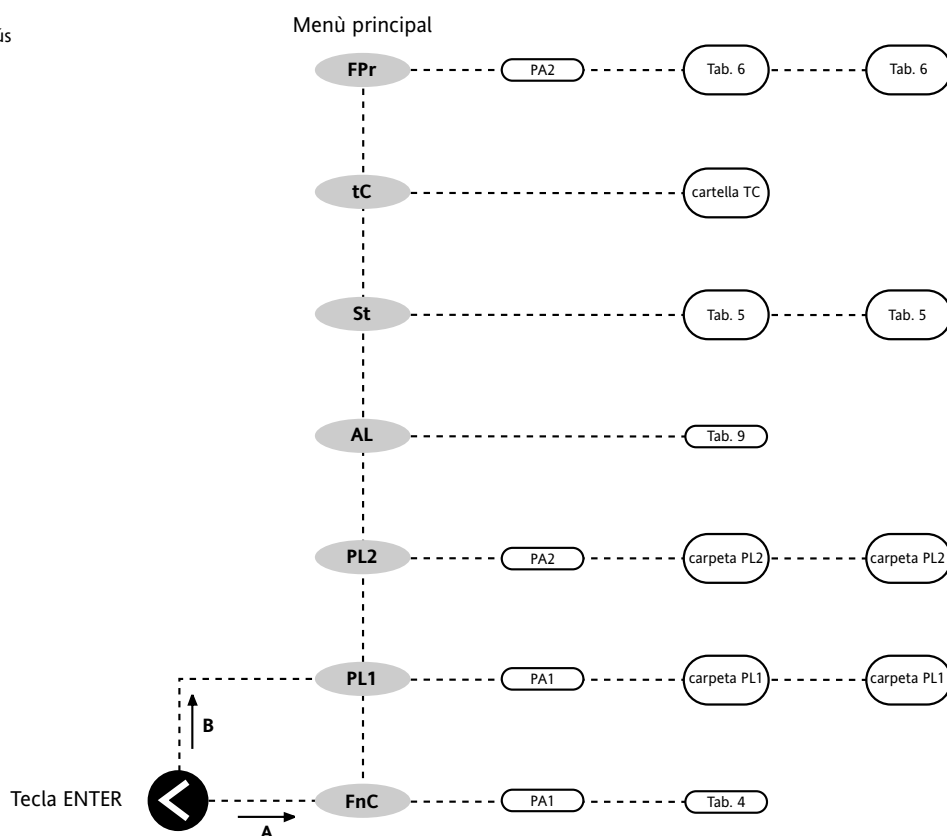 Menù principal
ús
FPr PA2 Tab. 6 Tab. 6
tC cartella TC
St Tab. 5 Tab. 5
AL Tab. 9
PL2 PA2 carpeta PL2 carpeta PL2
PL1 PA1 carpeta PL1 carpeta PL1
B
Tecla ENTER FnC PA1 Tab. 4
A